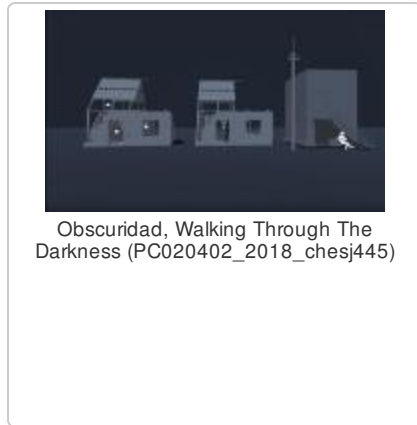 Obscuridad, Walking Through The
Darkness (PC020402_2018_chesj445)